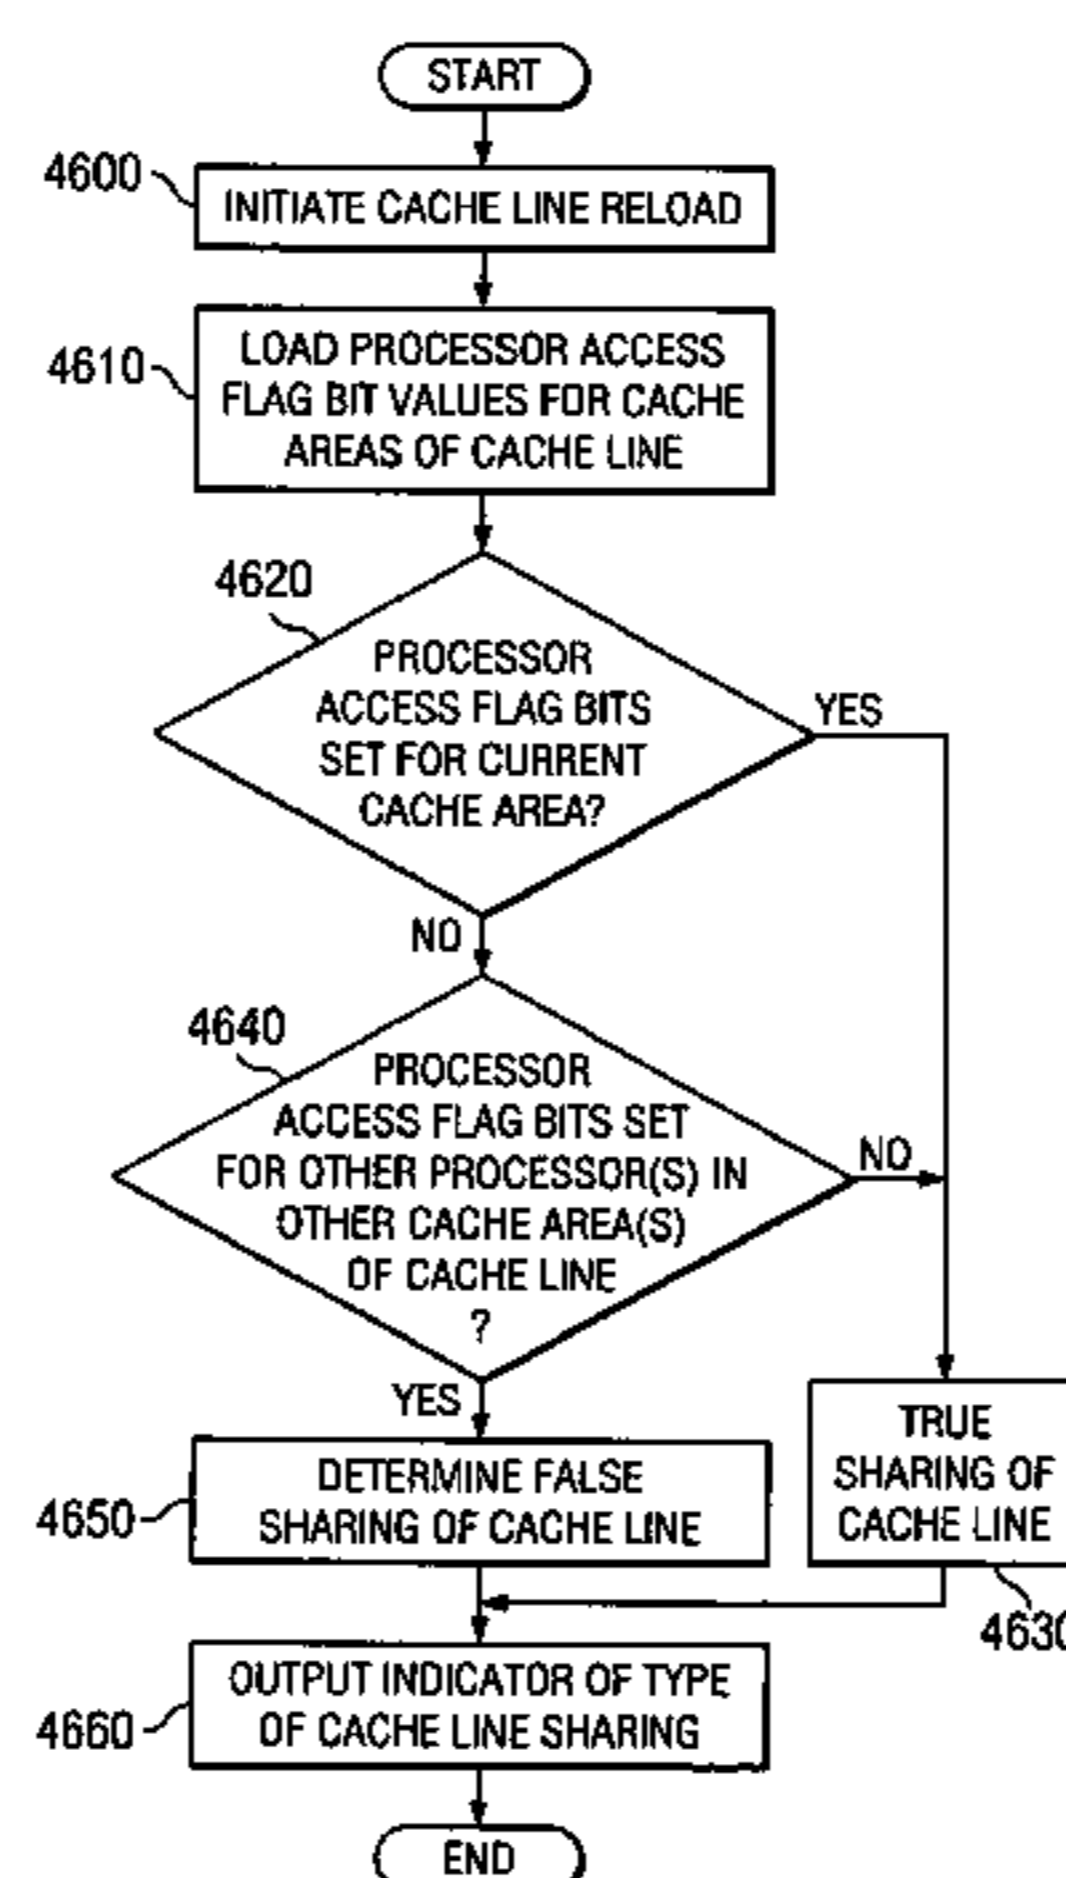 START
4600
INITIATE CACHE LINE RELOAD
4610
LOAD PROCESSOR ACCESS
FLAG BIT VALUES FOR CACHE
AREAS OF CACHE LINE
4620
PROCESSOR
ACCESS FLAG BITS
SET FOR CURRENT
CACHE AREA?
YES
NO
4640
PROCESSOR
ACCESS FLAG BITS SET
FOR OTHER PROCESSOR(S) IN
OTHER CACHE AREA(S)
OF CACHE LINE
?
NO
YES
TRUE
SHARING OF
CACHE LINE
4630
4650
DETERMINE FALSE
SHARING OF CACHE LINE
4660
OUTPUT INDICATOR OF TYPE
OF CACHE LINE SHARING
END